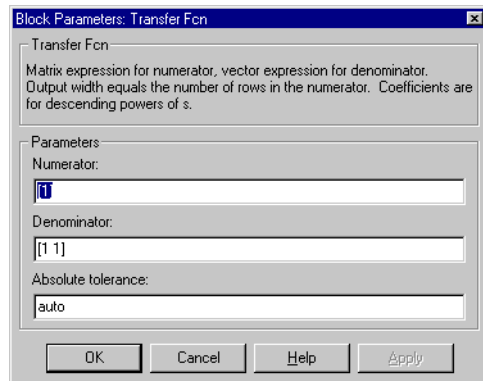 Block Parameters: Transfer Fcn
Transfer Fcn
Matrix expression for numerator, vector expression for denominator.
Output width equals the number of rows in the numerator.  Coefficients are
for descending powers of s.
Parameters
Numerator:
[1]
Denominator:
[1 1]
Absolute tolerance:
auto
OK Cancel Help Apply